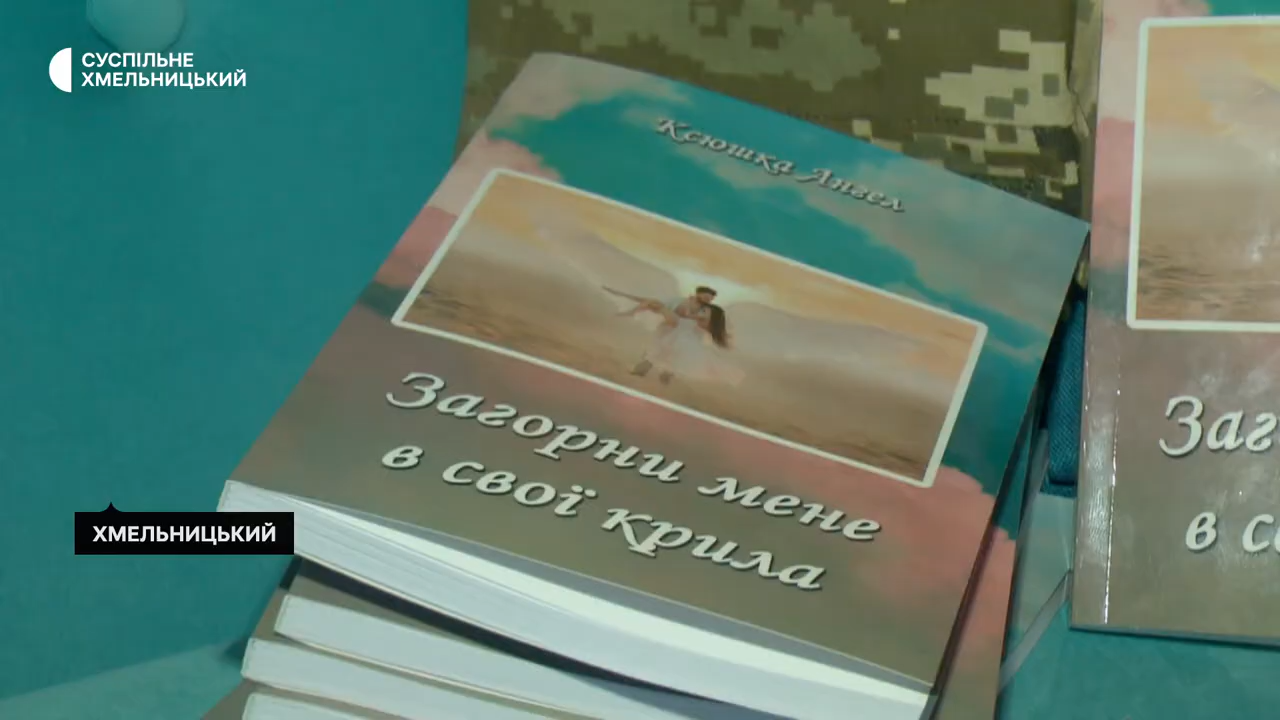 СУСПІЛЬНЕ
ХМЕЛЬНИЦЬКИЙ
Ксюшка Ангел
Загорни мене
в свої крила
Заг
в с
ХМЕЛЬНИЦЬКИЙ